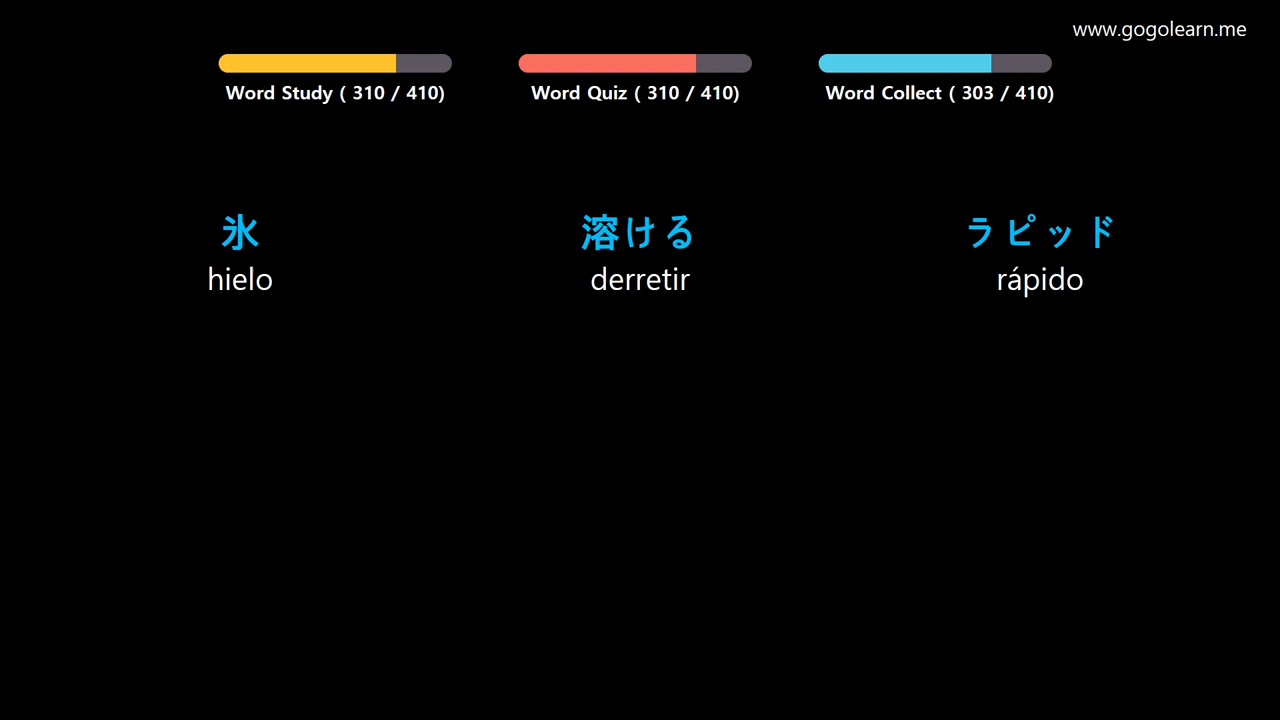 www.gogolearn.me
Word Study ( 310 / 410)
Word Quiz ( 310 / 410)
Word Collect ( 303 / 410)
氷
hielo
溶ける
derretir
ラピッド
rápido